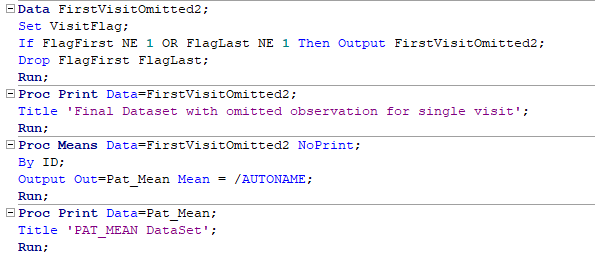 Data FirstVisitOmitted2;
Set VisitFlag;
If FlagFirst NE 1 OR FlagLast NE 1 Then Output FirstVisitOmitted2;
Drop FlagFirst FlagLast;
Run;
Proc Print Data=FirstVisitOmitted2;
Title 'Final Dataset with omitted observation for single visit';
Run;
Proc Means Data=FirstVisitOmitted2 NoPrint;
By ID;
Output Out=Pat_Mean Mean = /AUTONAME;
Run;
Proc Print Data=Pat_Mean;
Title 'PAT_MEAN DataSet';
Run;